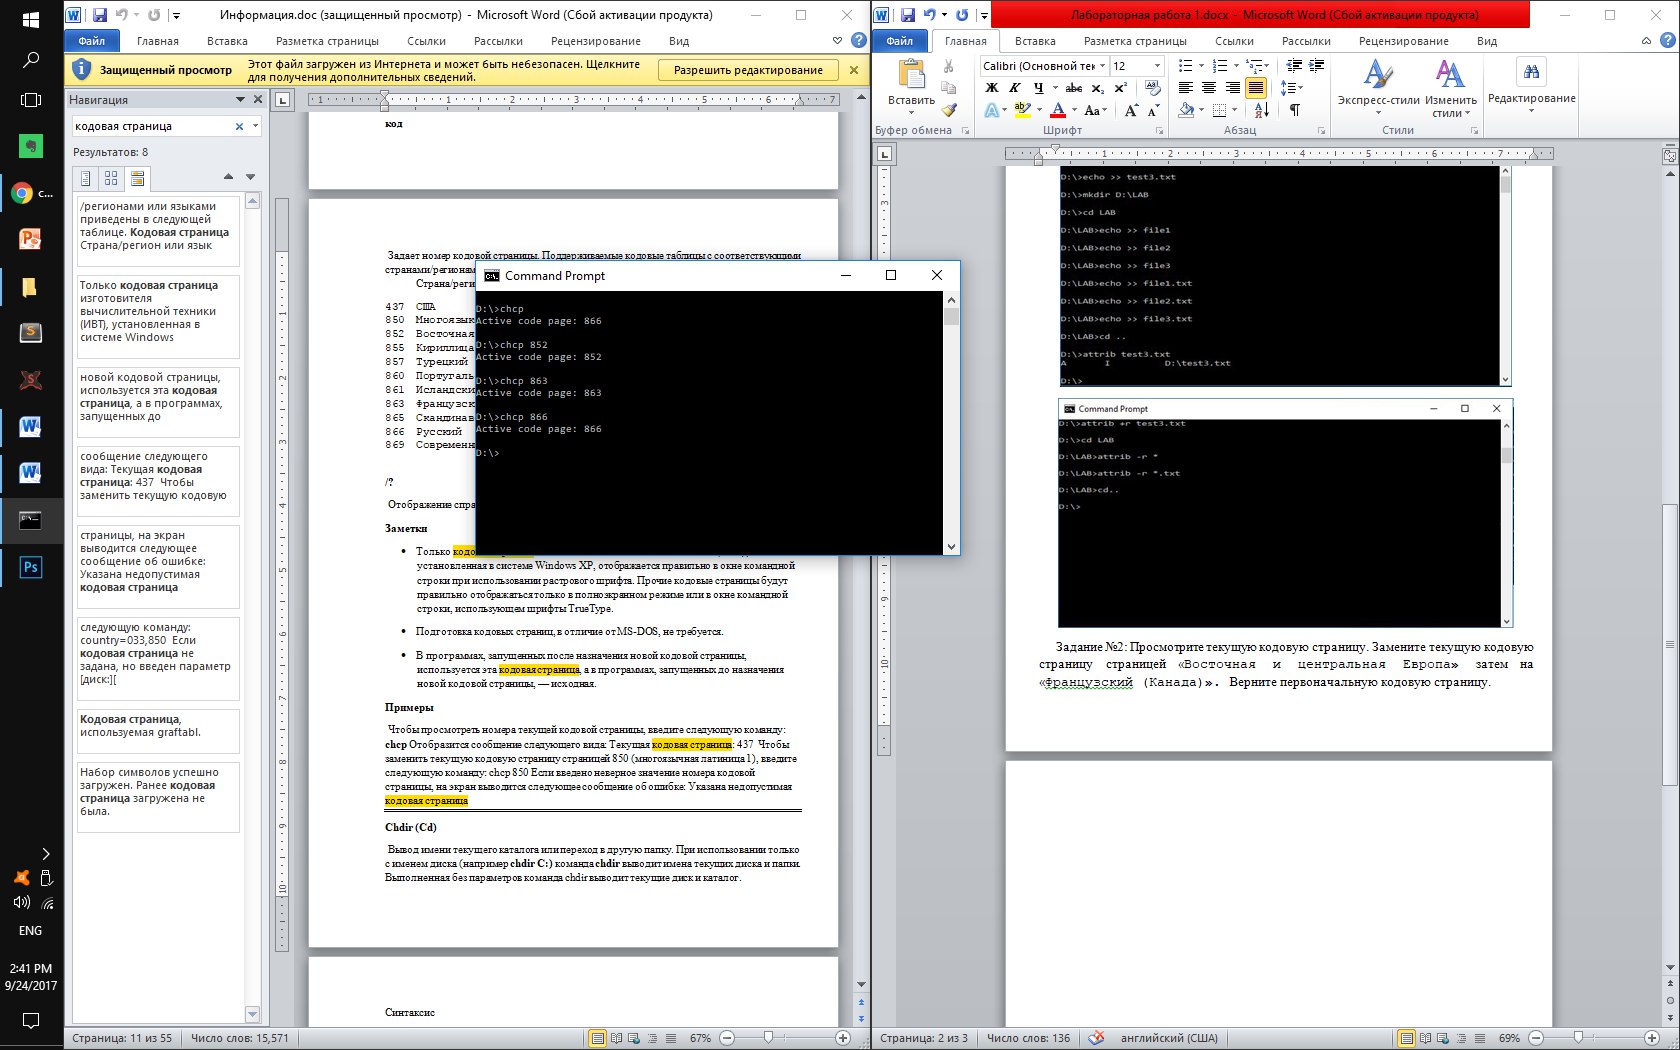 Информация.doc (защищенный просмотр) - Microsoft Word (Сбой активации продукта)
Файл Главная Вставка Разметка страницы Ссылки Рассылки Рецензирование Вид
Защищенный просмотр Этот файл загружен из Интернета и может быть небезопасен. Щелкните
для получения дополнительных сведений.
Разрешить редактирование
Навигация
кодовая страница
Результатов: 8
/регионами или языками
приведены в следующей
таблице. Кодовая страница
Страна/регион или язык
Только кодовая страница
изготовителя
вычислительной техники
(ИВТ), установленная в
системе Windows
новой кодовой страницы,
используется эта кодовая
страница, а в программах,
запущенных до
сообщение следующего
вида: Текущая кодовая
страница: 437 Чтобы
заменить текущую кодовую
страницы, на экран
выводится следующее
сообщение об ошибке:
Указана недопустимая
кодовая страница
следующую команду:
country=033,850 Если
кодовая страница не
задана, но введен параметр
[диск:][
Кодовая страница,
используемая graftabl.
Набор символов успешно
загружен. Ранее кодовая
страница загружена не
была.
код
Задает номер кодовой страницы. Поддерживаемые кодовые таблицы с соответствующими
странами/регионам
Страна/реги
437 США
850 Многоязык
852 Восточная
855 Кириллица
857 Турецкий
860 Португаль
861 Исландски
863 Французск
865 Скандинав
866 Русский
869 Современн
/?
Отображение спра
Заметки
• Только кодо
установленная в системе Windows XP, отображается правильно в окне командной
строки при использовании растрового шрифта. Прочие кодовые страницы будут
правильно отображаться только в полноэкранном режиме или в окне командной
строки, использующем шрифты TrueType.
• Подготовка кодовых страниц, в отличие от MS-DOS, не требуется.
• В программах, запущенных после назначения новой кодовой страницы,
используется эта кодовая страница, а в программах, запущенных до назначения
новой кодовой страницы, — исходная.
Примеры
Чтобы просмотреть номера текущей кодовой страницы, введите следующую команду:
chcp Отобразится сообщение следующего вида: Текущая кодовая страница: 437 Чтобы
заменить текущую кодовую страницу страницей 850 (многоязычная латиница 1), введите
следующую команду: chcp 850 Если введено неверное значение номера кодовой
страницы, на экран выводится следующее сообщение об ошибке: Указана недопустимая
кодовая страница
Chdir (Cd)
Вывод имени текущего каталога или переход в другую папку. При использовании только
с именем диска (например chdir C:) команда chdir выводит имена текущих диска и папки.
Выполненная без параметров команда chdir выводит текущие диск и каталог.
Синтаксис
Страница: 11 из 55 Число слов: 15,571 67%
Command Prompt
D:\>chcp
Active code page: 866
D:\>chcp 852
Active code page: 852
D:\>chcp 863
Active code page: 863
D:\>chcp 866
Active code page: 866
D:\>
Лабораторная работа 1.docx - Microsoft Word (Сбой активации продукта)
Файл Главная Вставка Разметка страницы Ссылки Рассылки Рецензирование Вид
Вставить
Буфер обмена
Calibri (Основной тек 12
Ж К Ч abc x₂ x²
Шрифт
Абзац
Экспресс-стили Изменить
стили
Стили
Редактирование
D:\>echo >> test3.txt
D:\>mkdir D:\LAB
D:\>cd LAB
D:\LAB>echo >> file1
D:\LAB>echo >> file2
D:\LAB>echo >> file3
D:\LAB>echo >> file1.txt
D:\LAB>echo >> file2.txt
D:\LAB>echo >> file3.txt
D:\LAB>cd ..
D:\>attrib test3.txt
A I D:\test3.txt
D:\>
Command Prompt
D:\>attrib +r test3.txt
D:\>cd LAB
D:\LAB>attrib -r *
D:\LAB>attrib -r *.txt
D:\LAB>cd..
D:\>
Задание №2: Просмотрите текущую кодовую страницу. Замените текущую кодовую
страницу страницей «Восточная и центральная Европа» затем на
«Французский (Канада)». Верните первоначальную кодовую страницу.
Страница: 2 из 3 Число слов: 136 английский (США) 69%
c...
ENG
2:41 PM
9/24/2017